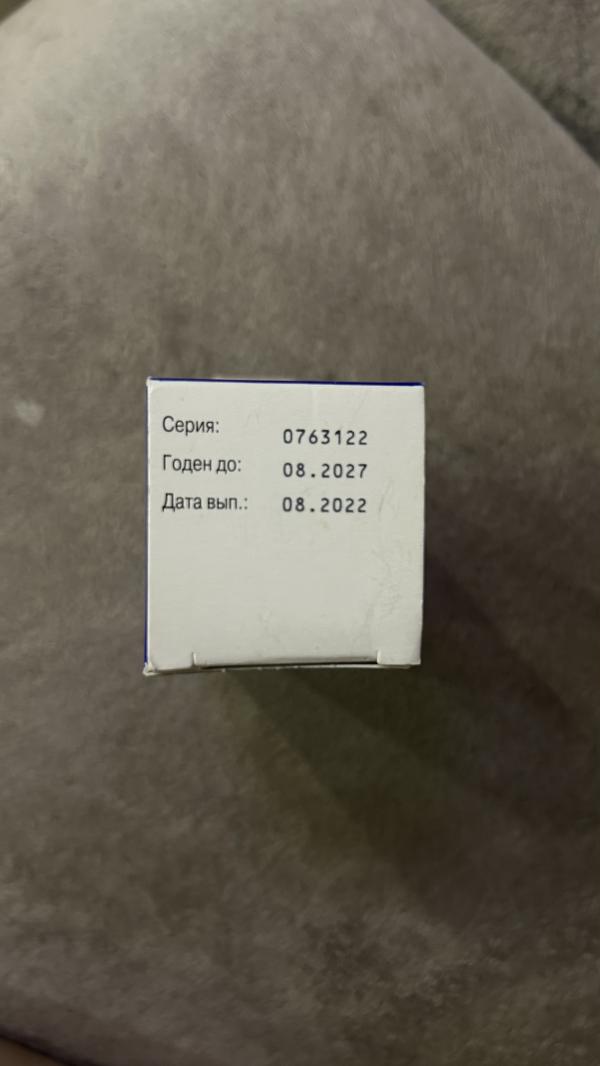 Серия: 0763122
Годен до: 08.2027
Дата вып.: 08.2022